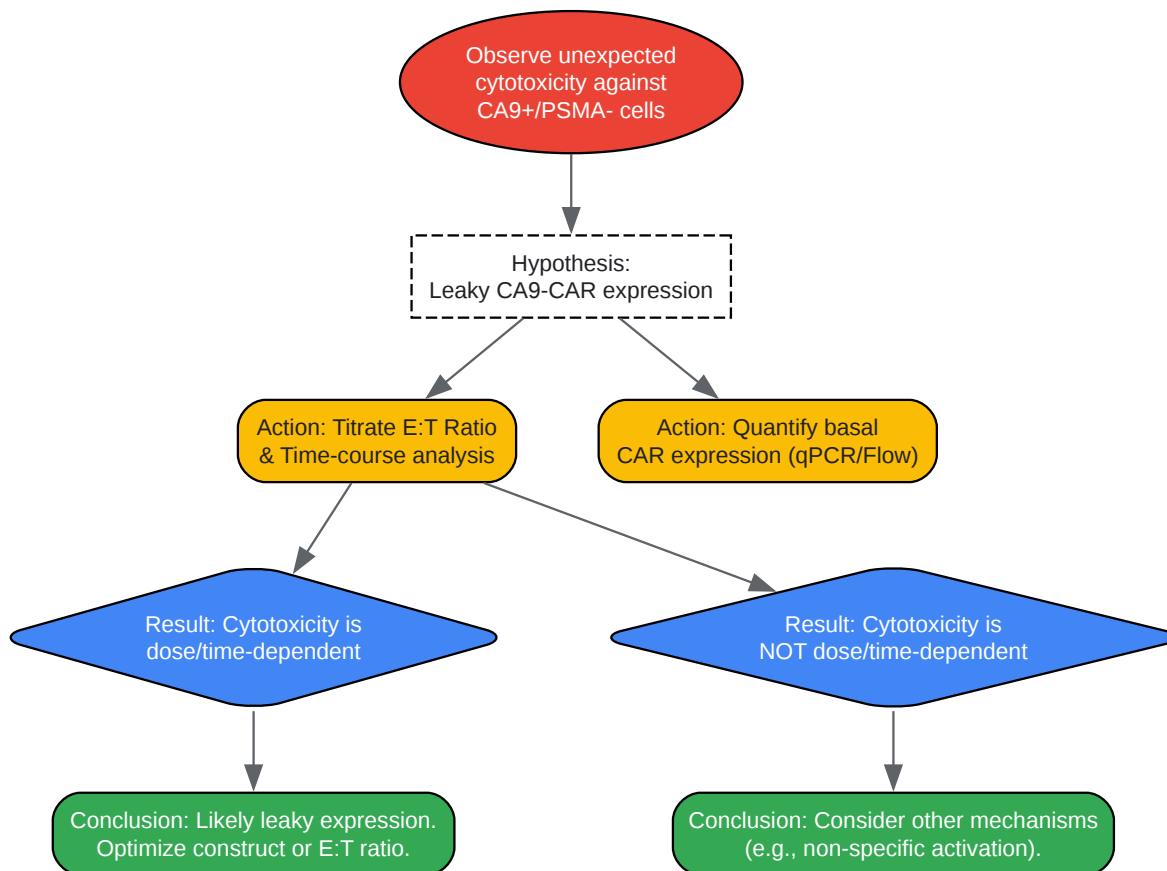 Observe unexpected
cytotoxicity against
CA9+/PSMA- cells
Hypothesis:
Leaky CA9-CAR expression
Action: Titrate E:T Ratio
& Time-course analysis
Action: Quantify basal
CAR expression (qPCR/Flow)
Result: Cytotoxicity is
dose/time-dependent
Result: Cytotoxicity is
NOT dose/time-dependent
Conclusion: Likely leaky expression.
Optimize construct or E:T ratio.
Conclusion: Consider other mechanisms
(e.g., non-specific activation).